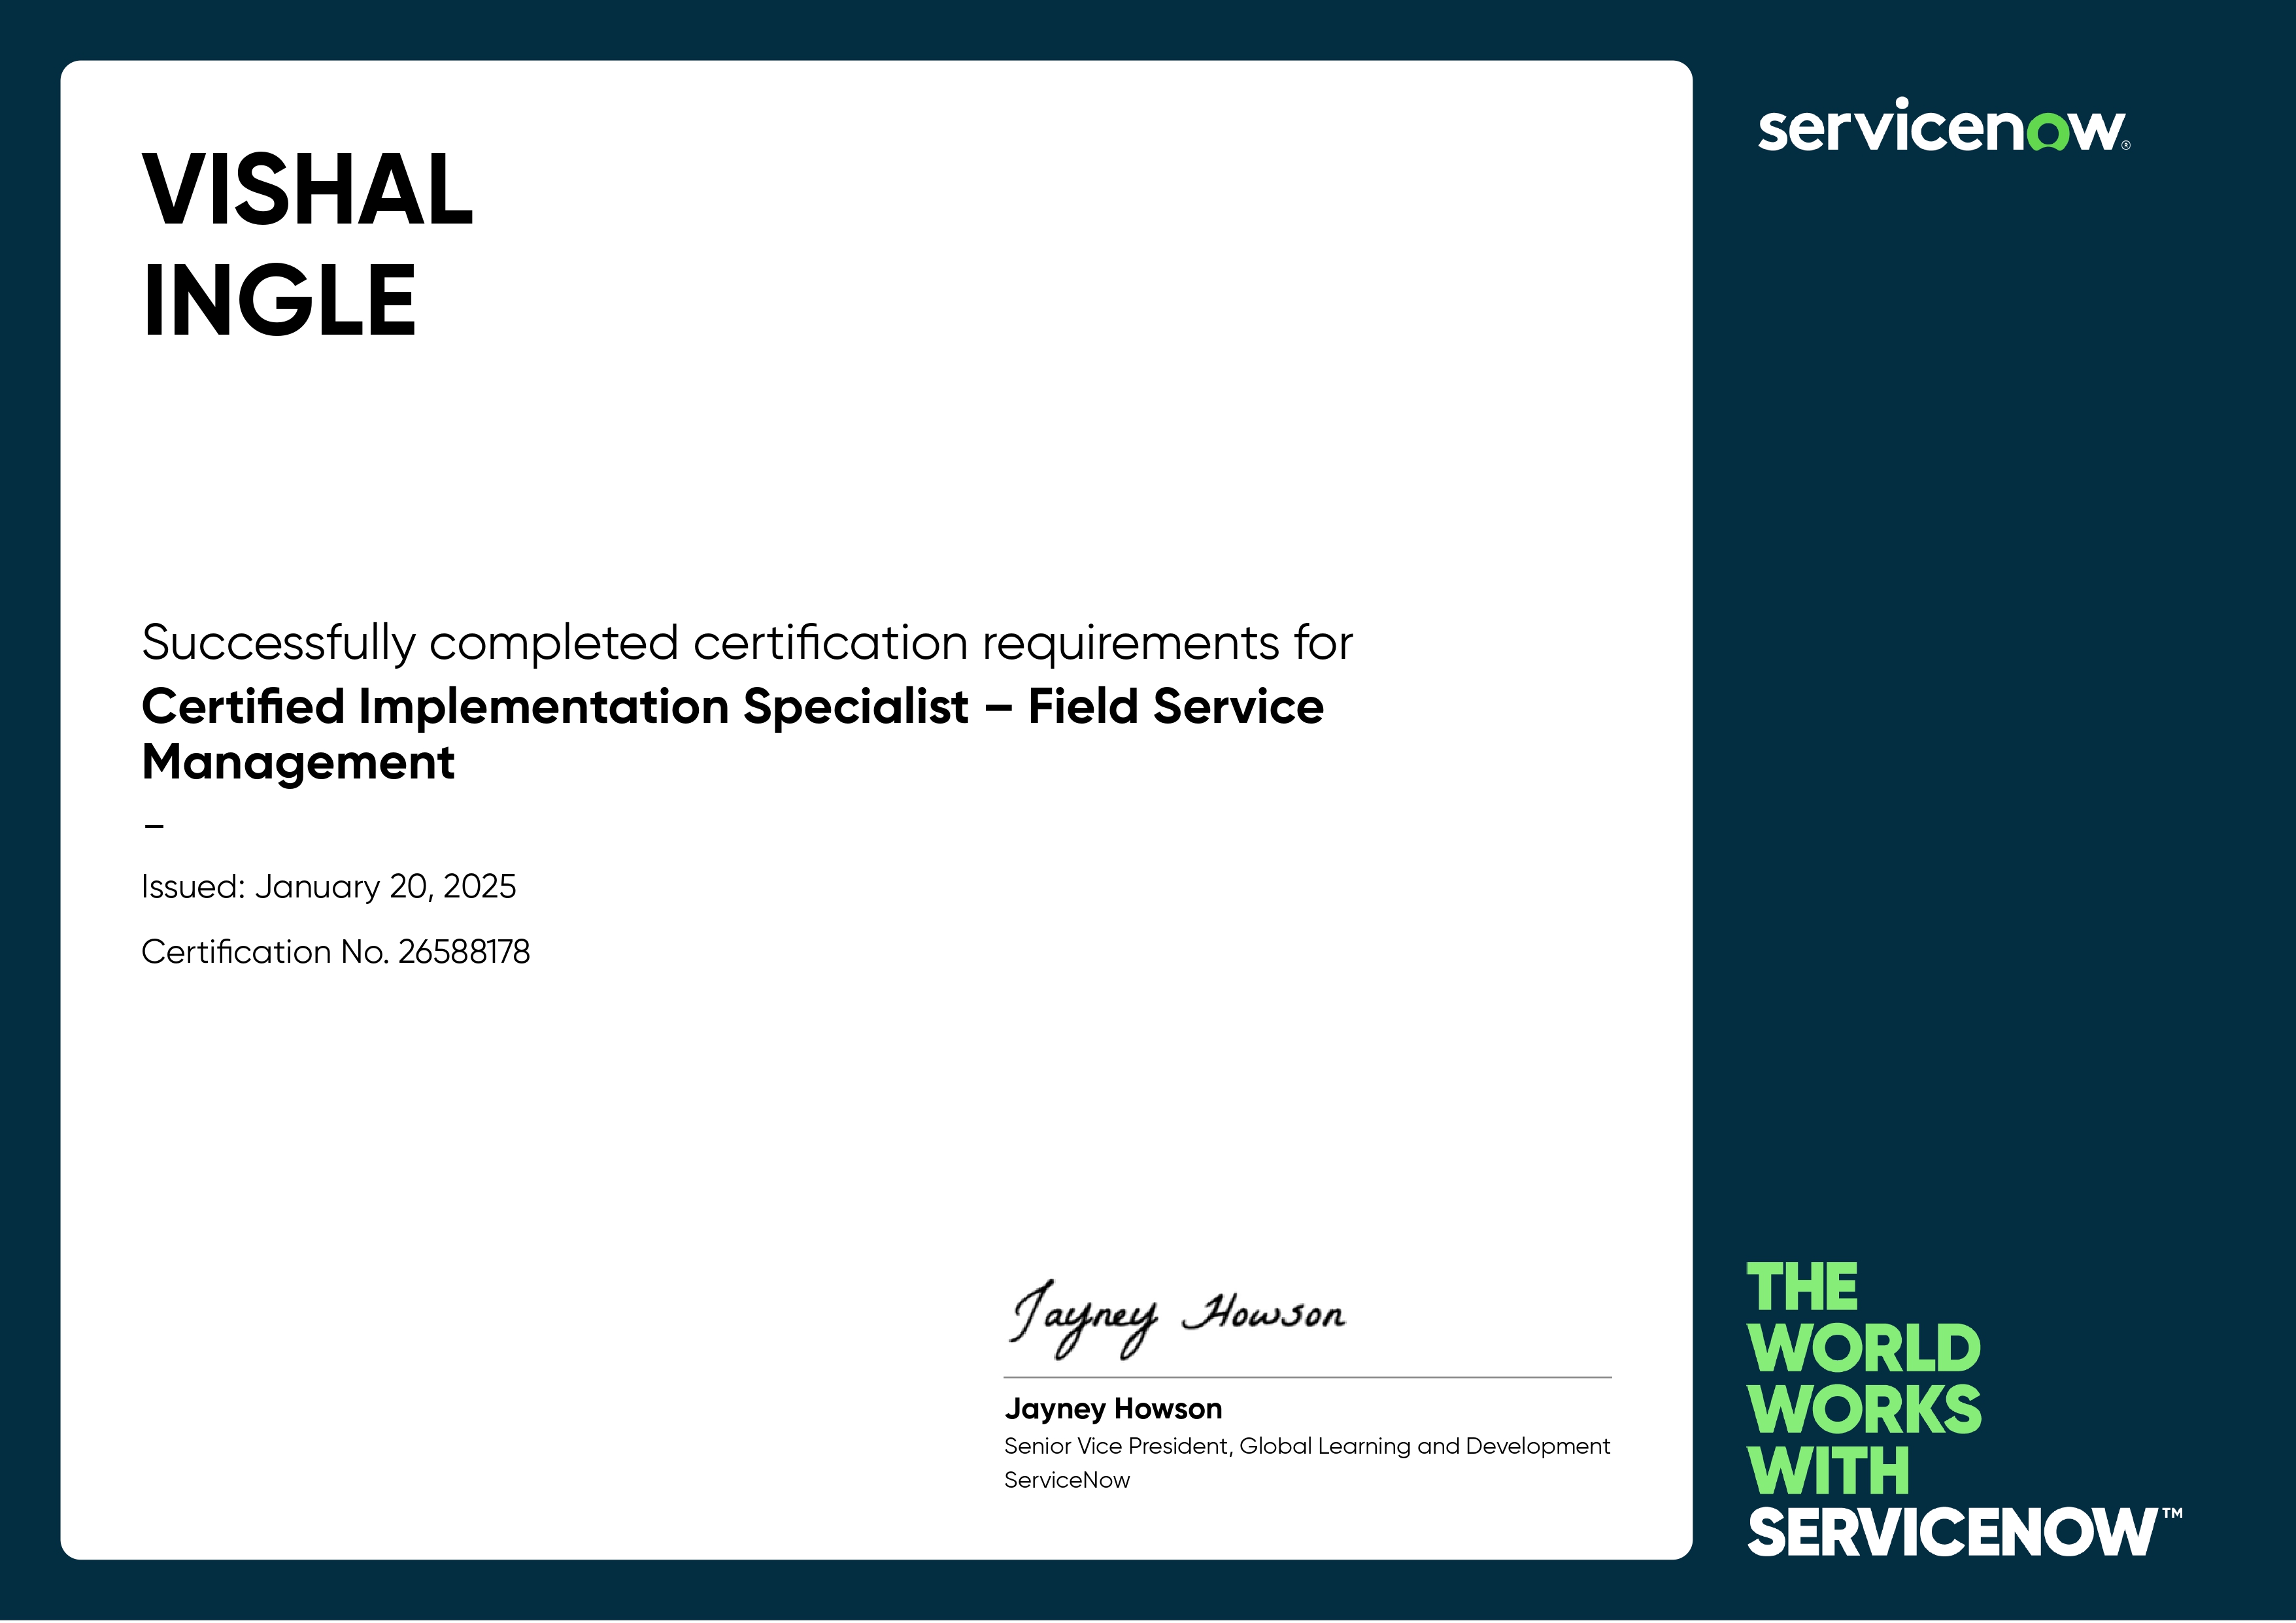 VISHAL
INGLE
servicenow®
Successfully completed certification requirements for
Certified Implementation Specialist – Field Service
Management
–
Issued: January 20, 2025
Certification No. 26588178
Jayney Howson
Jayney Howson
Senior Vice President, Global Learning and Development
ServiceNow
THE
WORLD
WORKS
WITH
SERVICENOW™